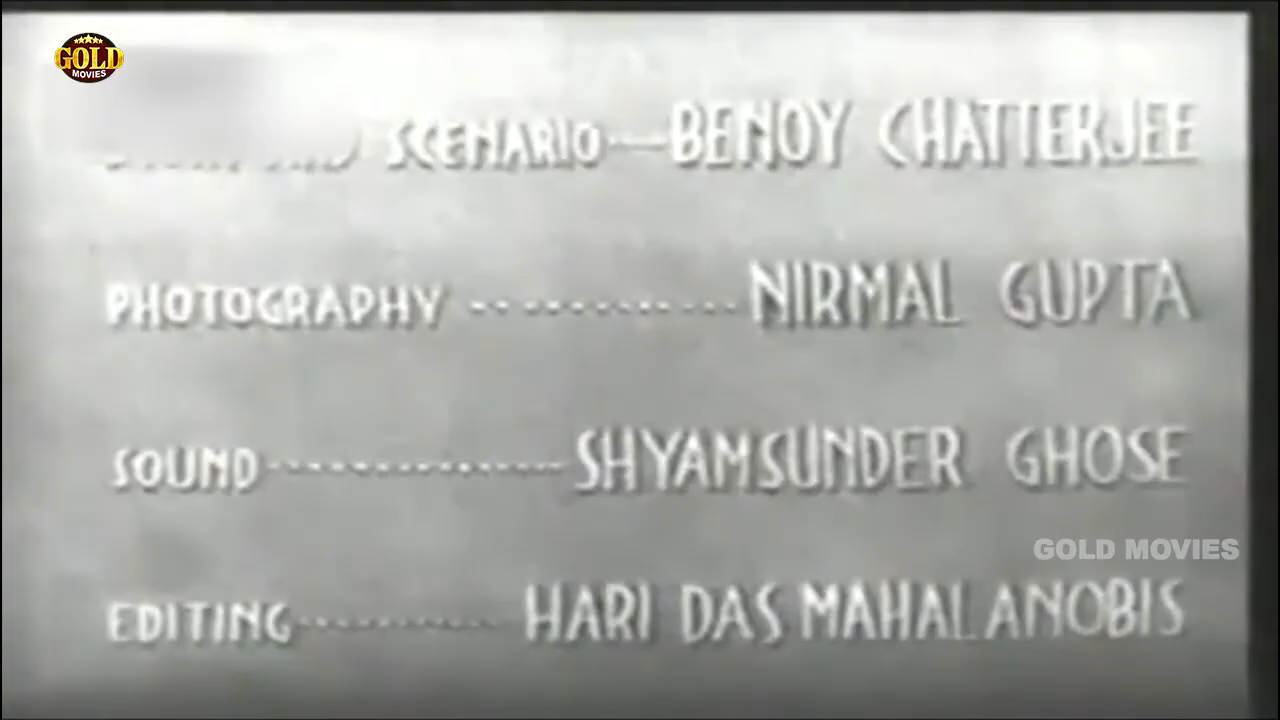 GOLD
MOVIES
SCENARIO—BENOY CHATTERJEE
PHOTOGRAPHY ----------- NIRMAL GUPTA
SOUND -------------- SHYAMSUNDER GHOSE
GOLD MOVIES
EDITING ----------- HARI DAS MAHALANOBIS